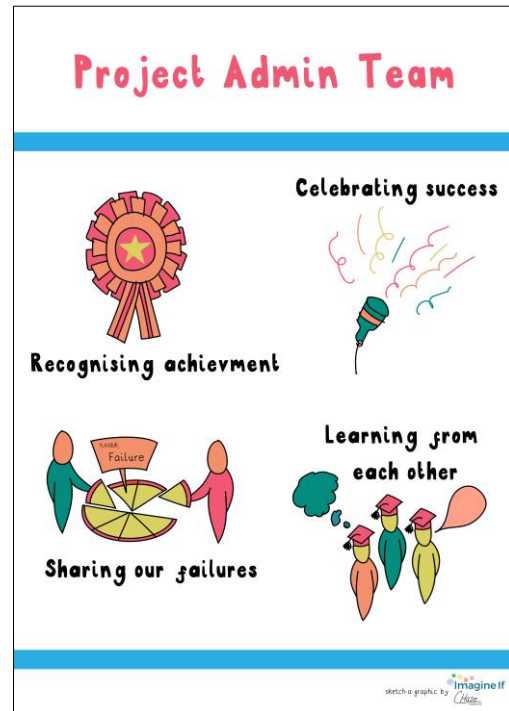 Project Admin Team
Celebrating success
Recognising achievment
FLAVOUR:
Failure
Learning from
each other
Sharing our failures
sketch-a-graphic by Imagine If